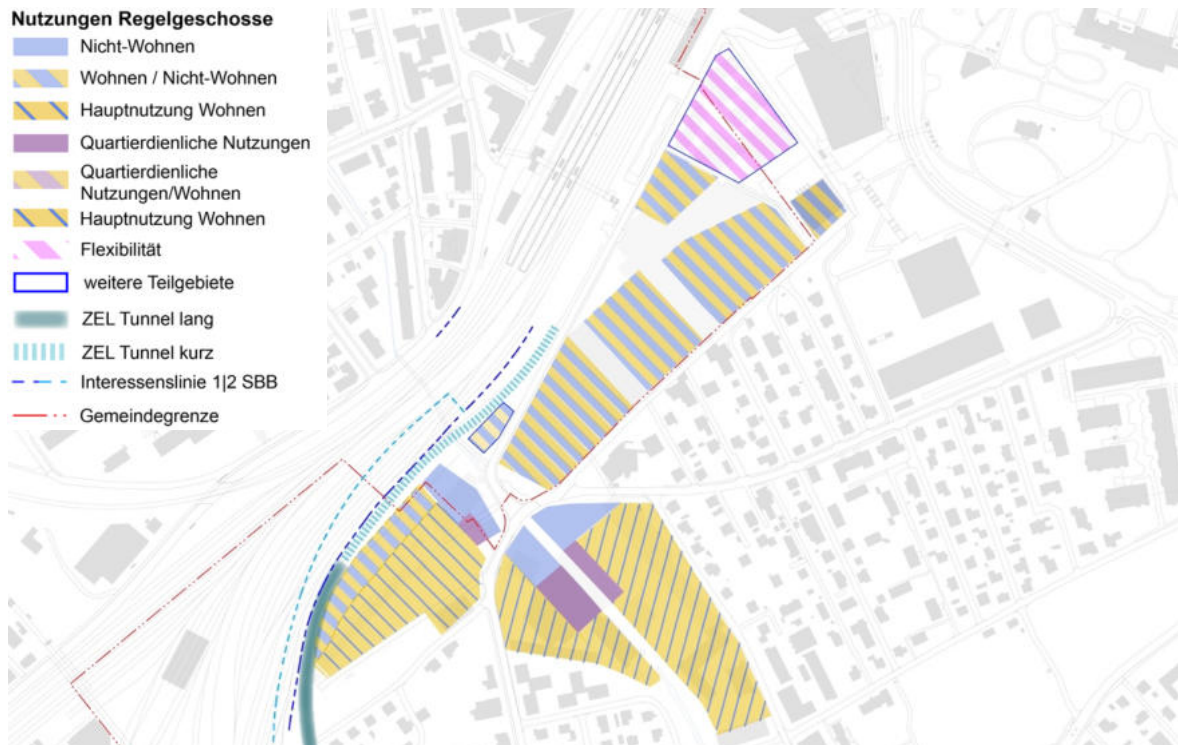 Nutzungen Regelgeschosse
Nicht-Wohnen
Wohnen / Nicht-Wohnen
Hauptnutzung Wohnen
Quartierdienliche Nutzungen
Quartierdienliche
Nutzungen/Wohnen
Hauptnutzung Wohnen
Flexibilität
weitere Teilgebiete
ZEL Tunnel lang
ZEL Tunnel kurz
Interessenslinie 1|2 SBB
Gemeindegrenze